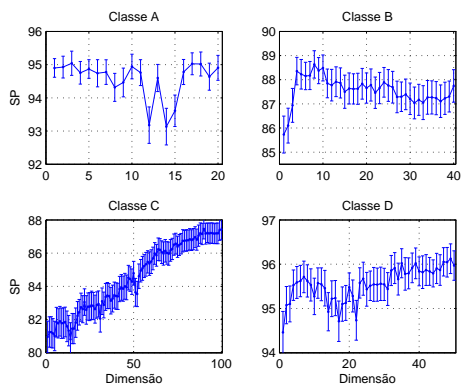 Classe A
Classe B
96
95
94
93
92
SP
0 5 10 15 20
90
89
88
87
86
85
0 10 20 30 40
Classe C
88
86
84
82
80
SP
0 50 100
Dimensão
97
96
95
94
Classe D
0 20 40
Dimensão